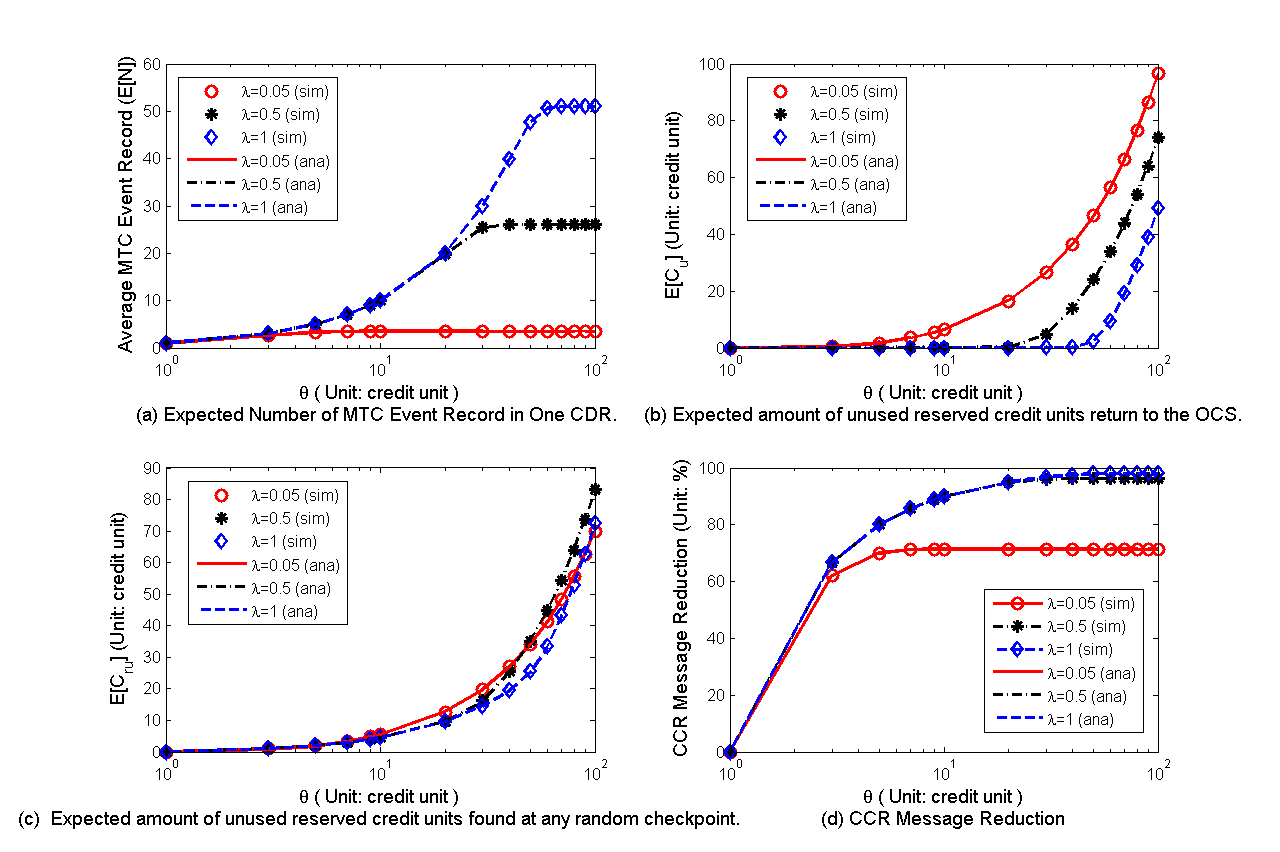 60
50
40
30
20
10
0
Average MTC Event Record (E[N])
λ=0.05 (sim)
λ=0.5 (sim)
λ=1 (sim)
λ=0.05 (ana)
λ=0.5 (ana)
λ=1 (ana)
10^0 10^1 10^2
θ ( Unit: credit unit )
(a) Expected Number of MTC Event Record in One CDR.
100
80
60
40
20
0
E[C_u] (Unit: credit unit)
λ=0.05 (sim)
λ=0.5 (sim)
λ=1 (sim)
λ=0.05 (ana)
λ=0.5 (ana)
λ=1 (ana)
10^0 10^1 10^2
θ ( Unit: credit unit )
(b) Expected amount of unused reserved credit units return to the OCS.
90
80
70
60
50
40
30
20
10
0
E[C_ru] (Unit: credit unit)
λ=0.05 (sim)
λ=0.5 (sim)
λ=1 (sim)
λ=0.05 (ana)
λ=0.5 (ana)
λ=1 (ana)
10^0 10^1 10^2
θ ( Unit: credit unit )
(c) Expected amount of unused reserved credit units found at any random checkpoint.
100
80
60
40
20
0
CCR Message Reduction (Unit: %)
λ=0.05 (sim)
λ=0.5 (sim)
λ=1 (sim)
λ=0.05 (ana)
λ=0.5 (ana)
λ=1 (ana)
10^0 10^1 10^2
θ ( Unit: credit unit )
(d) CCR Message Reduction